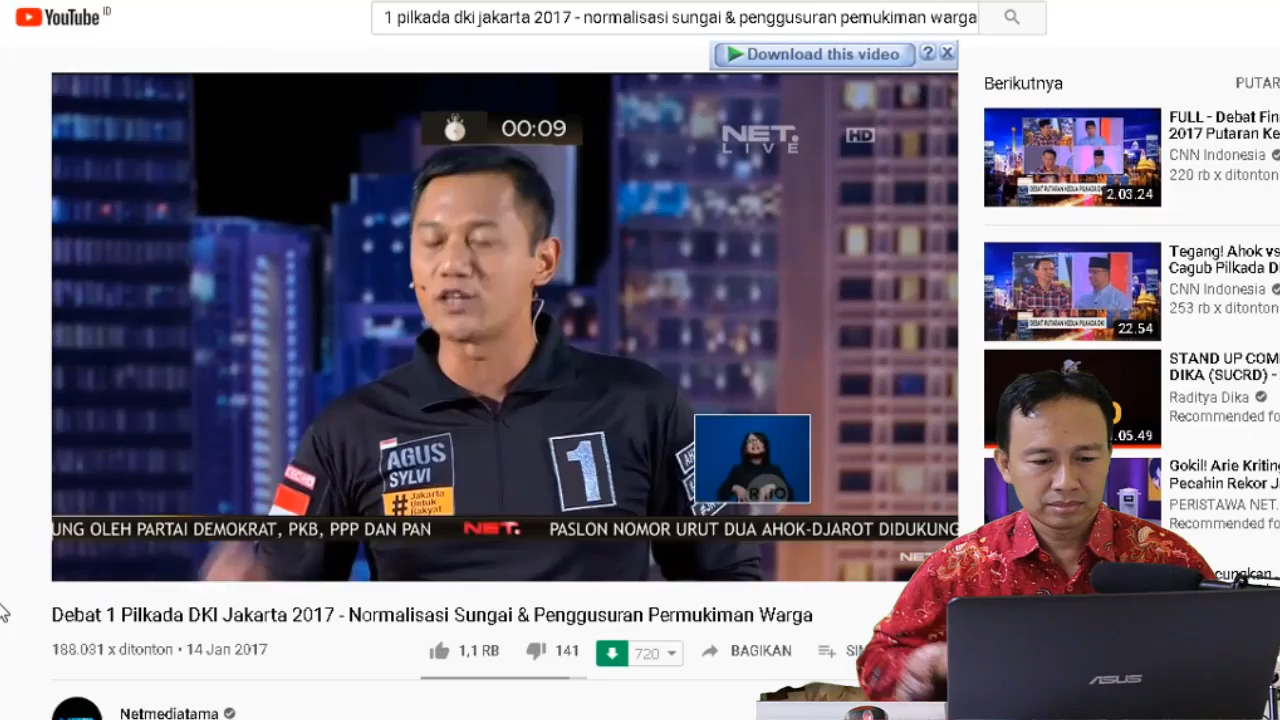 YouTube ID
1 pilkada dki jakarta 2017 - normalisasi sungai & penggusuran pemukiman warga
Download this video ? X
Berikutnya
PUTAR
00:09
NET.
LIVE
HD
AGUS
SYLVI
#Jakarta
Untuk
Rakyat
1
UNG OLEH PARTAI DEMOKRAT, PKB, PPP DAN PAN NET. PASLON NOMOR URUT DUA AHOK-DJAROT DIDUKUNG
NET
FULL - Debat Fin
2017 Putaran Ke
CNN Indonesia
220 rb x ditonton
2.03.24
Tegang! Ahok vs
Cagub Pilkada D
CNN Indonesia
253 rb x ditonton
22.54
STAND UP COM
DIKA (SUCRD) -
Raditya Dika
Recommended fo
.05.49
Gokil! Arie Kriting
Pecahin Rekor J
PERISTAWA NET.
Recommended fo
Debat 1 Pilkada DKI Jakarta 2017 - Normalisasi Sungai & Penggusuran Permukiman Warga
188.091 x ditonton • 14 Jan 2017
1,1 RB 141 720 BAGIKAN SIM
Netmediatama
ASUS